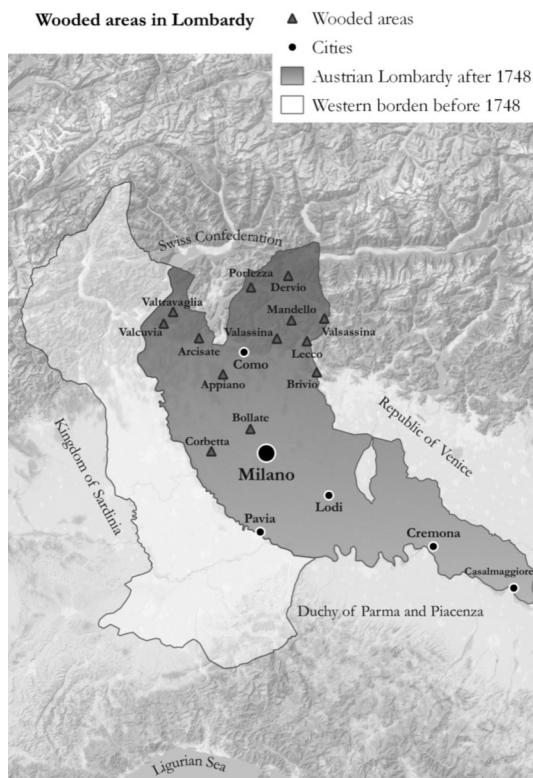 Wooded areas in Lombardy
Wooded areas
Cities
Austrian Lombardy after 1748
Western borden before 1748
Swiss Confederation
Porlezza
Dervio
Valtravaglia
Mandello
Valcuvia
Valassina
Valsassina
Arcisate
Lecco
Como
Appiano
Brivio
Republic of Venice
Bollate
Kingdom of Sardinia
Corbetta
Milano
Lodi
Pavia
Cremona
Casalmaggiore
Duchy of Parma and Piacenza
Ligurian Sea